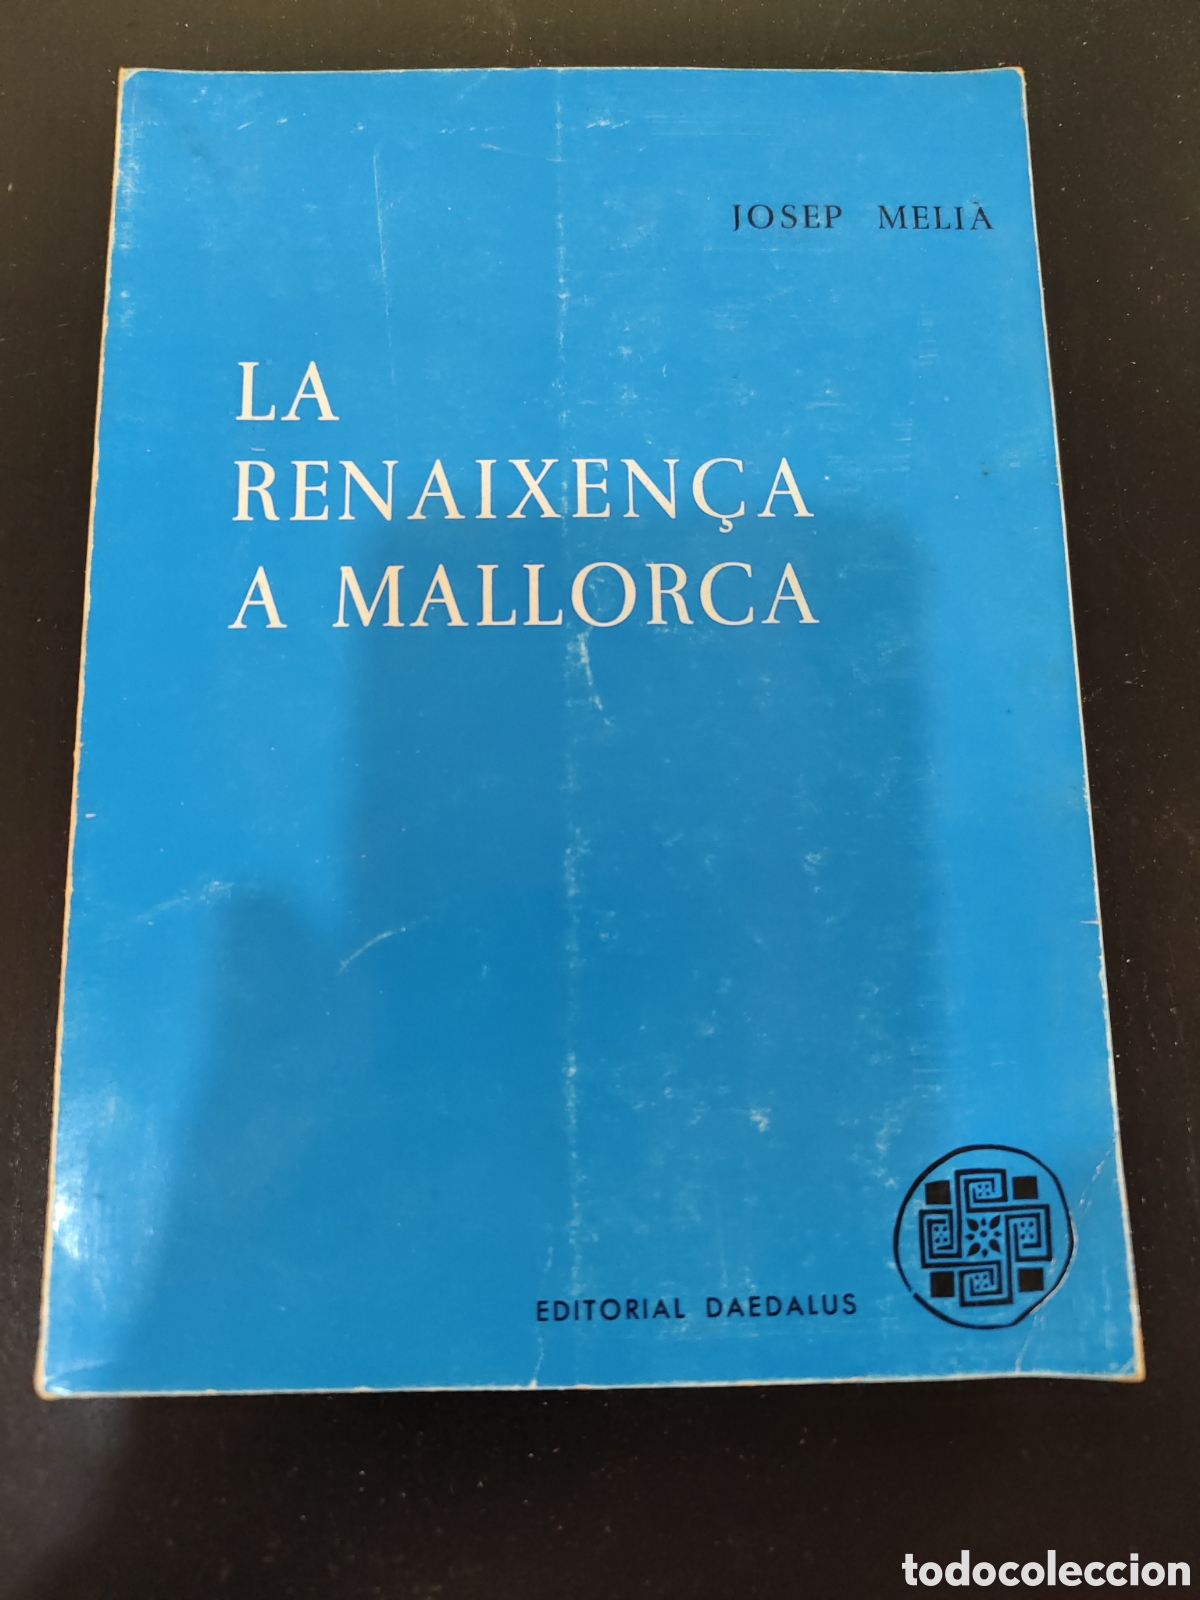 JOSEP MELIÀ
LA
RENAIXENÇA
A MALLORCA
EDITORIAL DAEDALUS
todocoleccion